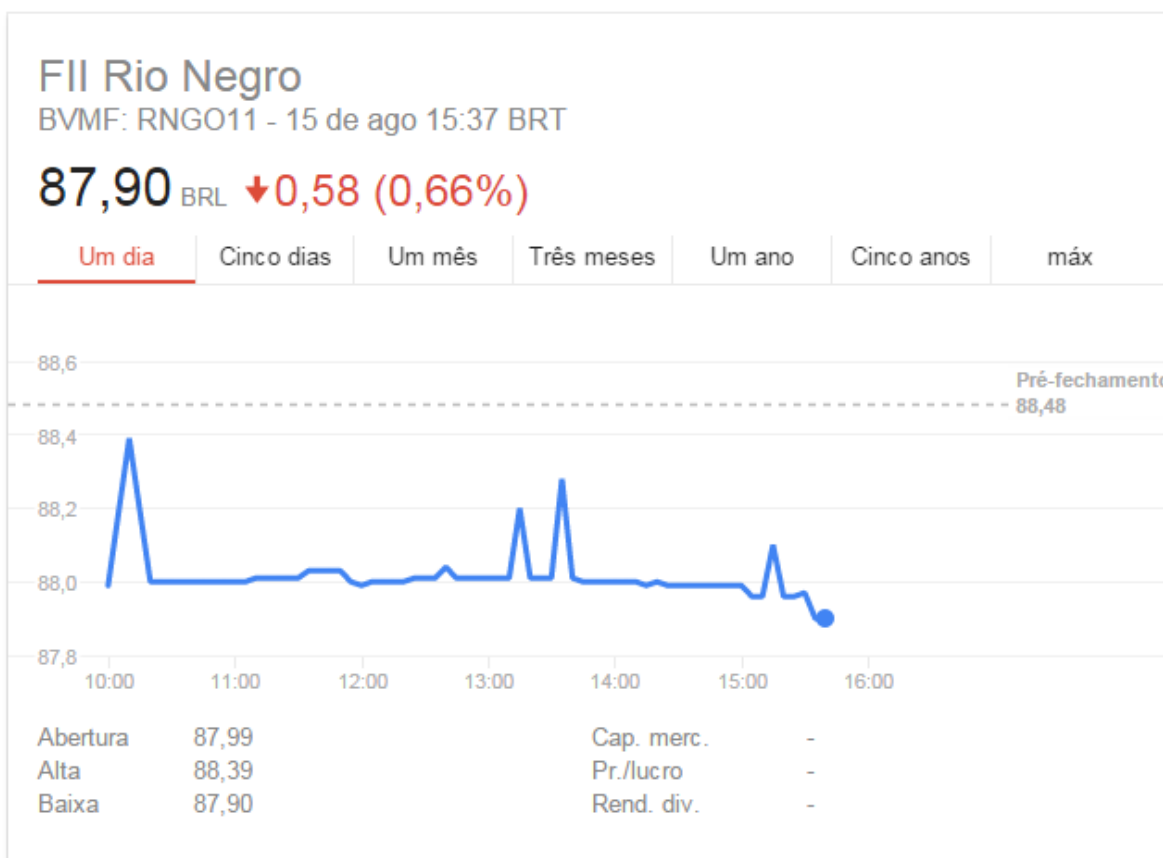 FII Rio Negro
BVMF: RNGO11 - 15 de ago 15:37 BRT
87,90 BRL 0,58 (0,66%)
Um dia Cinco dias Um mês Três meses Um ano Cinco anos máx
88,6
Pré-fechamento
88,48
88,4
88,2
88,0
87,8
10:00 11:00 12:00 13:00 14:00 15:00 16:00
Abertura 87,99 Cap. merc. -
Alta 88,39 Pr./lucro -
Baixa 87,90 Rend. div. -